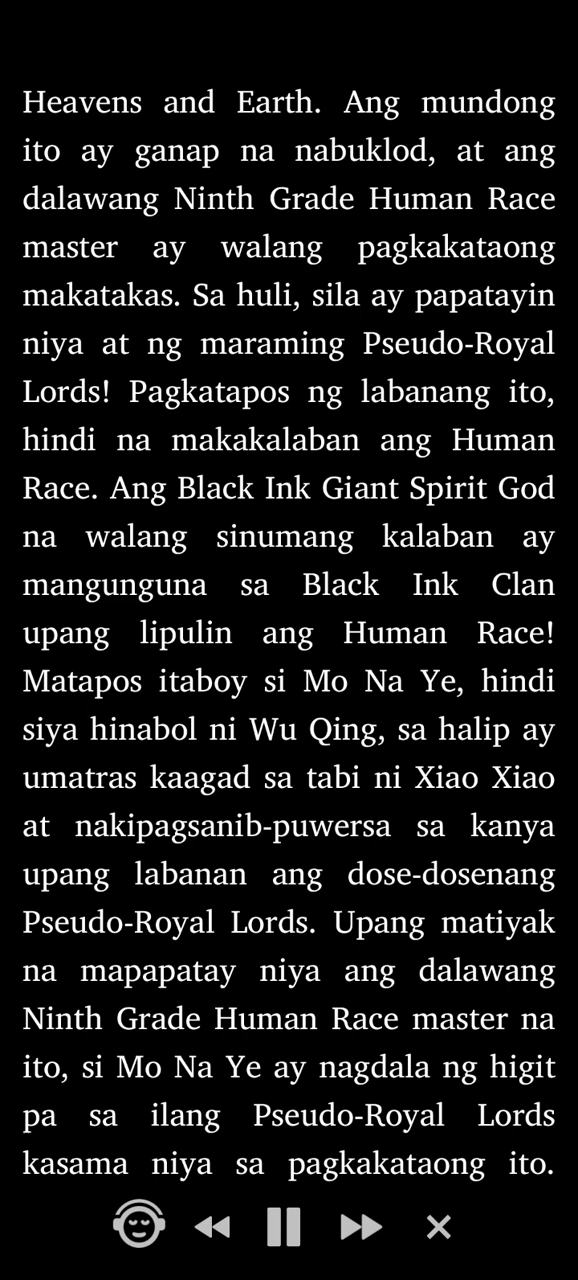 Heavens and Earth. Ang mundong
ito ay ganap na nabuklod, at ang
dalawang Ninth Grade Human Race
master ay walang pagkakataong
makatakas. Sa huli, sila ay papatayin
niya at ng maraming Pseudo-Royal
Lords! Pagkatapos ng labanang ito,
hindi na makakalaban ang Human
Race. Ang Black Ink Giant Spirit God
na walang sinumang kalaban ay
mangunguna sa Black Ink Clan
upang lipulin ang Human Race!
Matapos itaboy si Mo Na Ye, hindi
siya hinabol ni Wu Qing, sa halip ay
umatras kaagad sa tabi ni Xiao Xiao
at nakipagsanib-puwersa sa kanya
upang labanan ang dose-dosenang
Pseudo-Royal Lords. Upang matiyak
na mapapatay niya ang dalawang
Ninth Grade Human Race master na
ito, si Mo Na Ye ay nagdala ng higit
pa sa ilang Pseudo-Royal Lords
kasama niya sa pagkakataong ito.